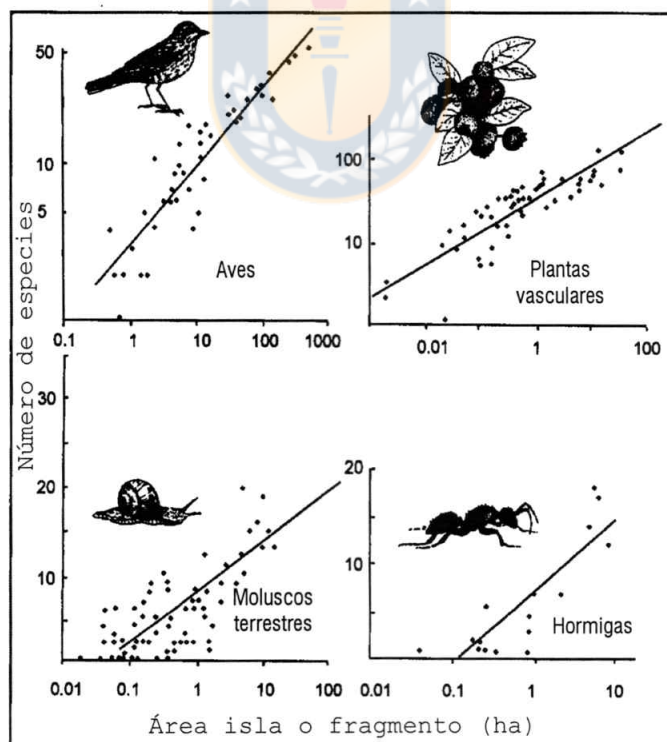 Número de especies
50
10
5
Aves
0.1 1 10 100 1000
100
10
Plantas
vasculares
0.01 1 100
30
20
10
Moluscos
terrestres
0.01 0.1 1 10 100
20
10
Hormigas
0.01 0.1 1 10
Área isla o fragmento (ha)